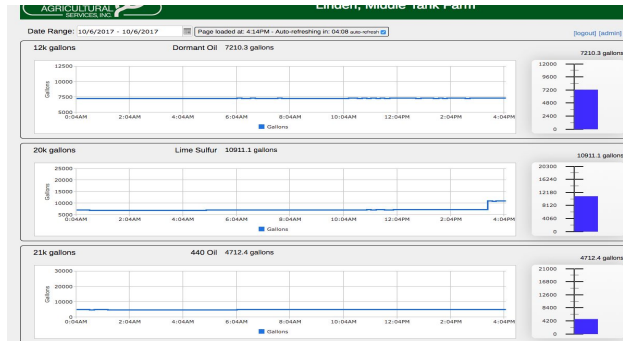 AGRICULTURAL
SERVICES, INC.
Linden, Middle Tank Farm
Date Range: 10/6/2017 - 10/6/2017
Page loaded at: 4:14PM - Auto-refreshing in: 04:08 auto-refresh
[logout] [admin]
12k gallons Dormant Oil 7210.3 gallons
7210.3 gallons
Gallons
12500
10000
7500
5000
0:04AM 2:04AM 4:04AM 6:04AM 8:04AM 10:04AM 12:04PM 2:04PM 4:04PM
Gallons
12000
9600
7200
4800
2400
0
20k gallons Lime Sulfur 10911.1 gallons
10911.1 gallons
Gallons
25000
20000
15000
10000
5000
0:04AM 2:04AM 4:04AM 6:04AM 8:04AM 10:04AM 12:04PM 2:04PM 4:04PM
Gallons
20300
16240
12180
8120
4060
0
21k gallons 440 Oil 4712.4 gallons
4712.4 gallons
Gallons
30000
20000
10000
0
0:04AM 2:04AM 4:04AM 6:04AM 8:04AM 10:04AM 12:04PM 2:04PM 4:04PM
Gallons
21000
16800
12600
8400
4200
0